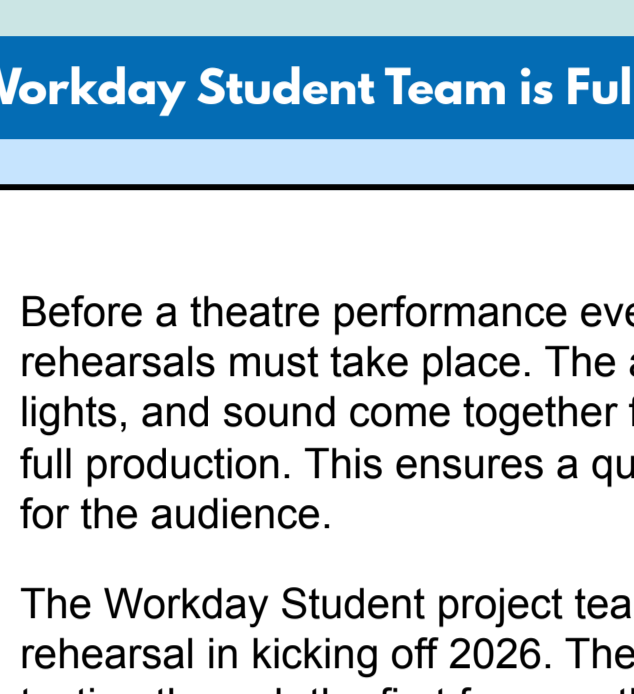 Workday Student Team is Ful
Before a theatre performance eve
rehearsals must take place. The a
lights, and sound come together f
full production. This ensures a qu
for the audience.
The Workday Student project tea
rehearsal in kicking off 2026. The